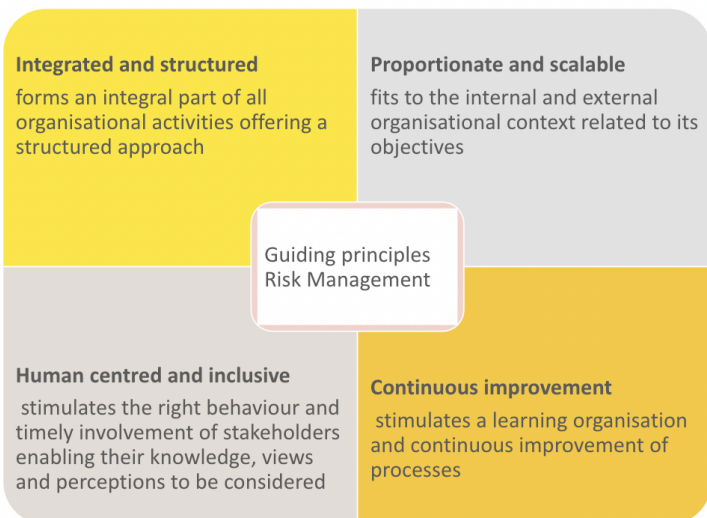 Integrated and structured
forms an integral part of all
organisational activities offering a
structured approach
Proportionate and scalable
fits to the internal and external
organisational context related to its
objectives
Guiding principles
Risk Management
Human centred and inclusive
stimulates the right behaviour and
timely involvement of stakeholders
enabling their knowledge, views
and perceptions to be considered
Continuous improvement
stimulates a learning organisation
and continuous improvement of
processes